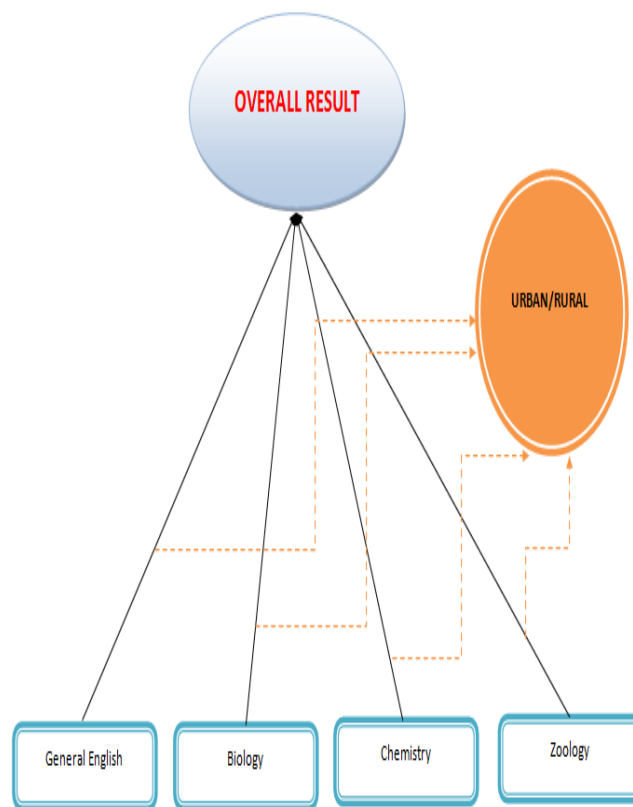 OVERALL RESULT
URBAN/RURAL
General English
Biology
Chemistry
Zoology